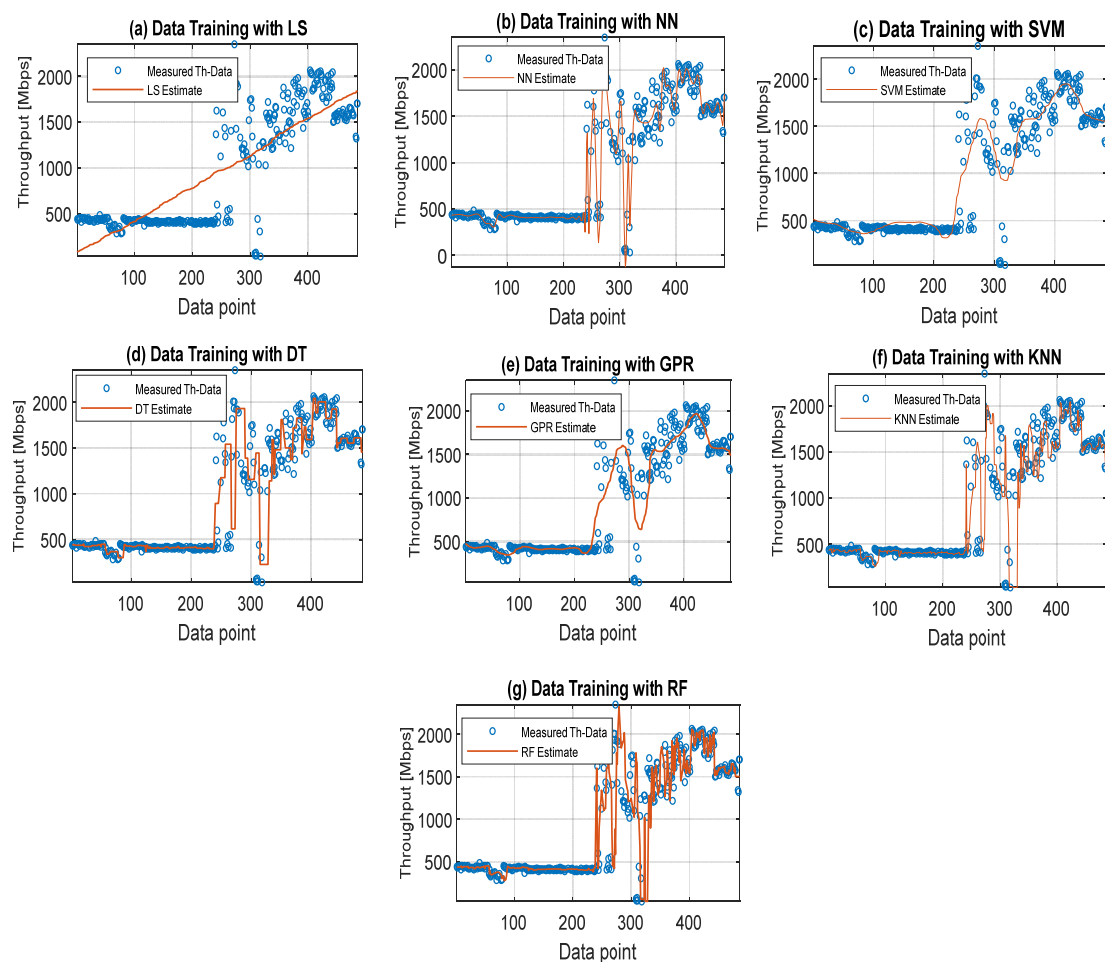 (a) Data Training with LS
Throughput [Mbps]
2000
1500
1000
500
Measured Th-Data
LS Estimate
100
200
300
400
Data point
(b) Data Training with NN
Throughput [Mbps]
2000
1500
1000
500
0
Measured Th-Data
NN Estimate
100
200
300
400
Data point
(c) Data Training with SVM
Throughput [Mbps]
2000
1500
1000
500
Measured Th-Data
SVM Estimate
100
200
300
400
Data point
(d) Data Training with DT
Throughput [Mbps]
2000
1500
1000
500
Measured Th-Data
DT Estimate
100
200
300
400
Data point
(e) Data Training with GPR
Throughput [Mbps]
2000
1500
1000
500
Measured Th-Data
GPR Estimate
100
200
300
400
Data point
(f) Data Training with KNN
Throughput [Mbps]
2000
1500
1000
500
Measured Th-Data
KNN Estimate
100
200
300
400
Data point
(g) Data Training with RF
Throughput [Mbps]
2000
1500
1000
500
Measured Th-Data
RF Estimate
100
200
300
400
Data point